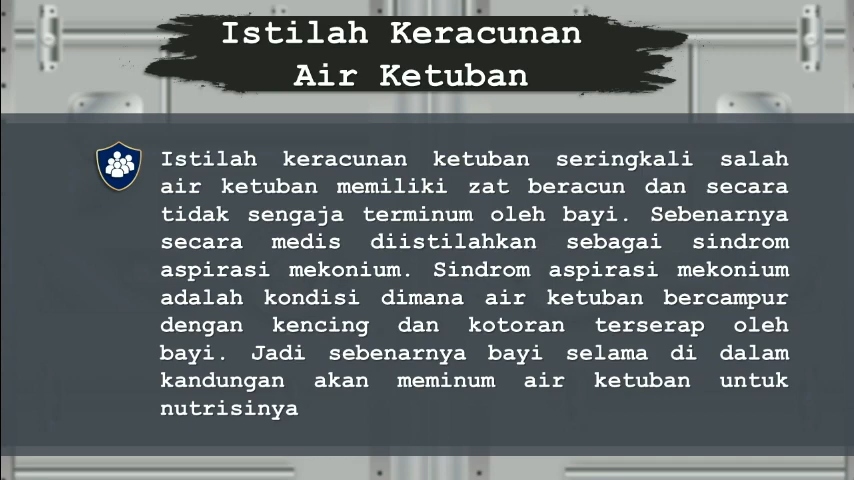 Istilah Keracunan
Air Ketuban
Istilah keracunan ketuban seringkali salah
air ketuban memiliki zat beracun dan secara
tidak sengaja terminum oleh bayi. Sebenarnya
secara medis diistilahkan sebagai sindrom
aspirasi mekonium. Sindrom aspirasi mekonium
adalah kondisi dimana air ketuban bercampur
dengan kencing dan kotoran terserap oleh
bayi. Jadi sebenarnya bayi selama di dalam
kandungan akan meminum air ketuban untuk
nutrisinya